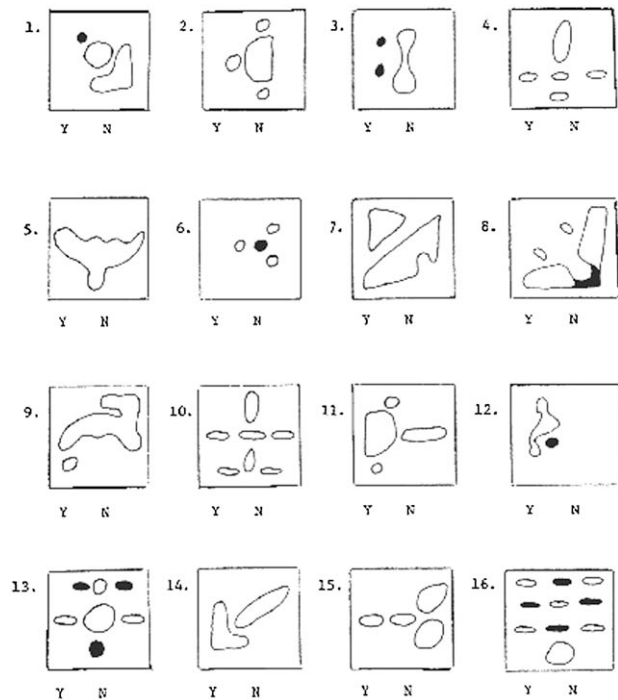 1. 2. 3. 4.
Y N Y N Y N Y N
5. 6. 7. 8.
Y N Y N Y N Y N
9. 10. 11. 12.
Y N Y N Y N Y N
13. 14. 15. 16.
Y N Y N Y N Y N